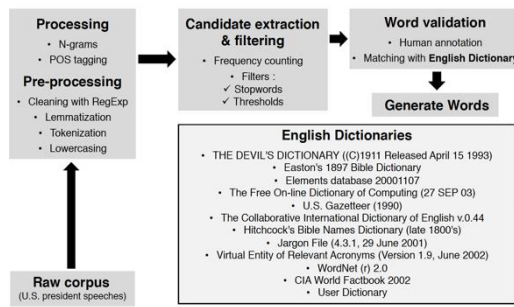 Processing
• N-grams
• POS tagging
Pre-processing
• Cleaning with RegExp
• Lemmatization
• Tokenization
• Lowercasing
Raw corpus
(U.S. president speeches)
Candidate extraction
& filtering
• Frequency counting
• Filters :
✓ Stopwords
✓ Thresholds
Word validation
• Human annotation
• Matching with English Dictionary
Generate Words
English Dictionaries
• THE DEVIL'S DICTIONARY ((C)1911 Released April 15 1993)
• Easton's 1897 Bible Dictionary
• Elements database 20001107
• The Free On-line Dictionary of Computing (27 SEP 03)
• U.S. Gazetteer (1990)
• The Collaborative International Dictionary of English v.0.44
• Hitchcock's Bible Names Dictionary (late 1800's)
• Jargon File (4.3.1, 29 June 2001)
• Virtual Entity of Relevant Acronyms (Version 1.9, June 2002)
• WordNet (r) 2.0
• CIA World Factbook 2002
• User Dictionary